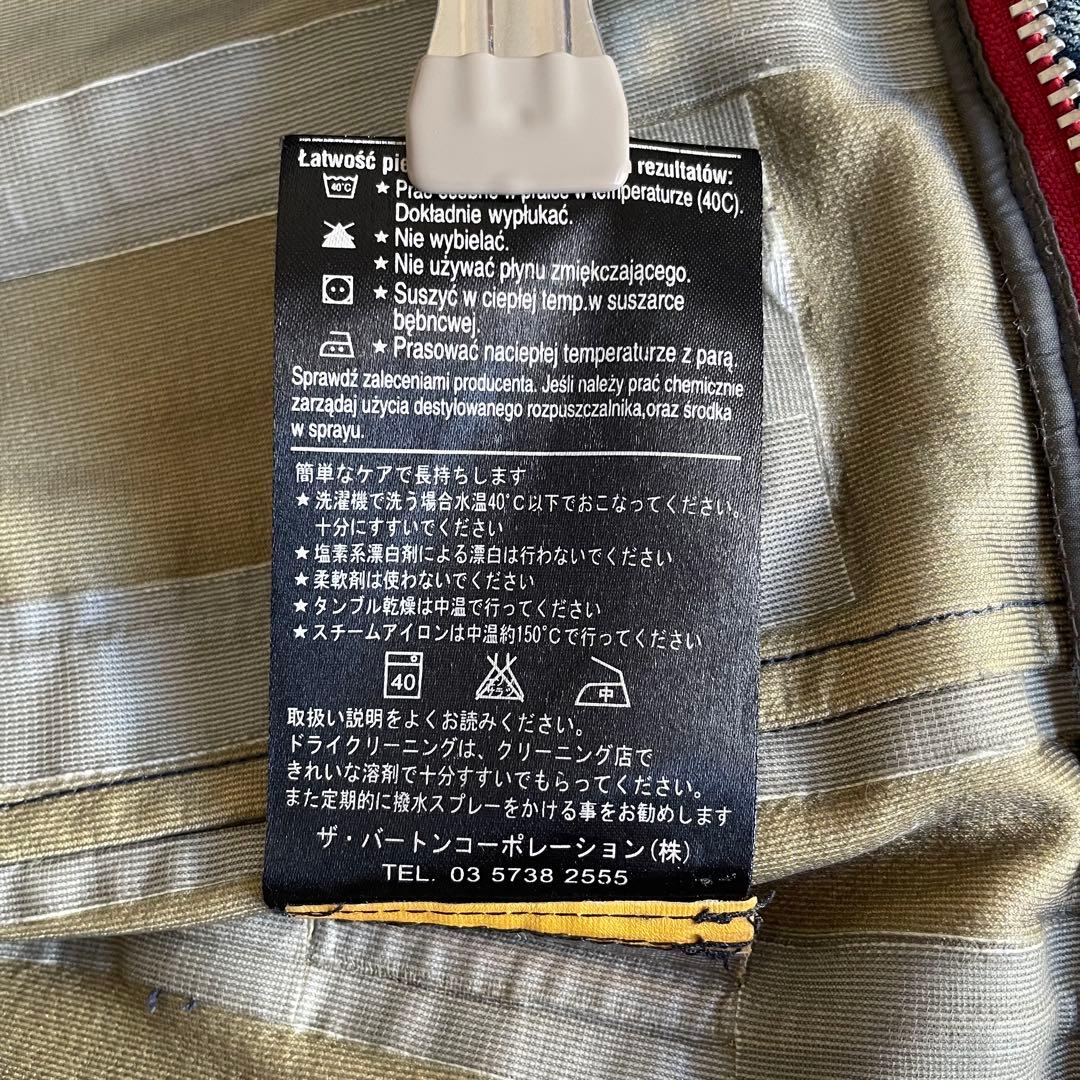 Łatwość rezultatów:
40°C
★ w temperaturze (40C).
Dokładnie wypłukać.
★ Nie wybielać.
★ Nie używać płynu zmiękczającego.
★ Suszyć w ciepłej temp.w suszarce
bębncwej.
★ Prasować naciepłej temperaturze z parą.
Sprawdź zaleceniami producenta. Jeśli należy prać chemicznie
zarządaj użycia destylowanego rozpuszczalnika,oraz środka
w sprayu.
簡単なケアで長持ちします
★ 洗濯機で洗う場合水温40°C以下でおこなってください。
十分にすすいでください
★ 塩素系漂白剤による漂白は行わないでください
★ 柔軟剤は使わないでください
★ タンブル乾燥は中温で行ってください
★ スチームアイロンは中温約150°Cで行ってください
40 エンソサラシ 中
取扱い説明をよくお読みください。
ドライクリーニングは、クリーニング店で
きれいな溶剤で十分すすいでもらってください。
また定期的に撥水スプレーをかける事をお勧めします
ザ・バートンコーポレーション(株)
TEL. 03 5738 2555